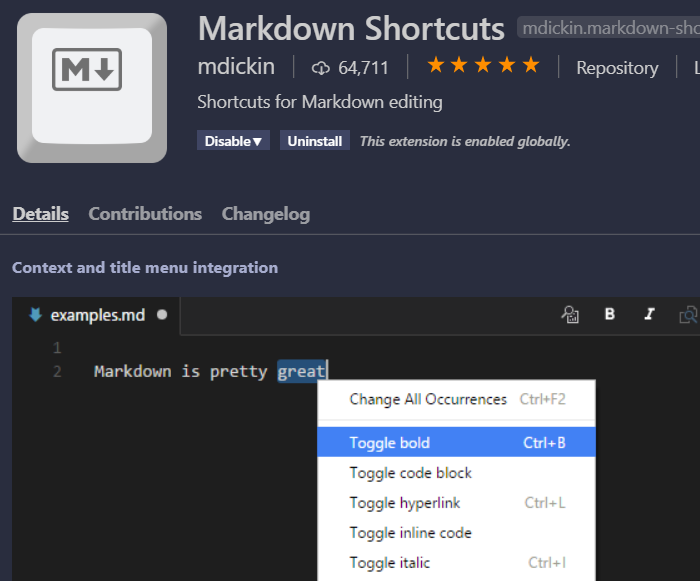 M
Markdown Shortcuts mdickin.markdown-sho
mdickin 64,711 Repository L
Shortcuts for Markdown editing
Disable▼ Uninstall This extension is enabled globally.
Details Contributions Changelog
Context and title menu integration
examples.md B I
1
2 Markdown is pretty great
Change All Occurrences Ctrl+F2
Toggle bold Ctrl+B
Toggle code block
Toggle hyperlink Ctrl+L
Toggle inline code
Toggle italic Ctrl+I